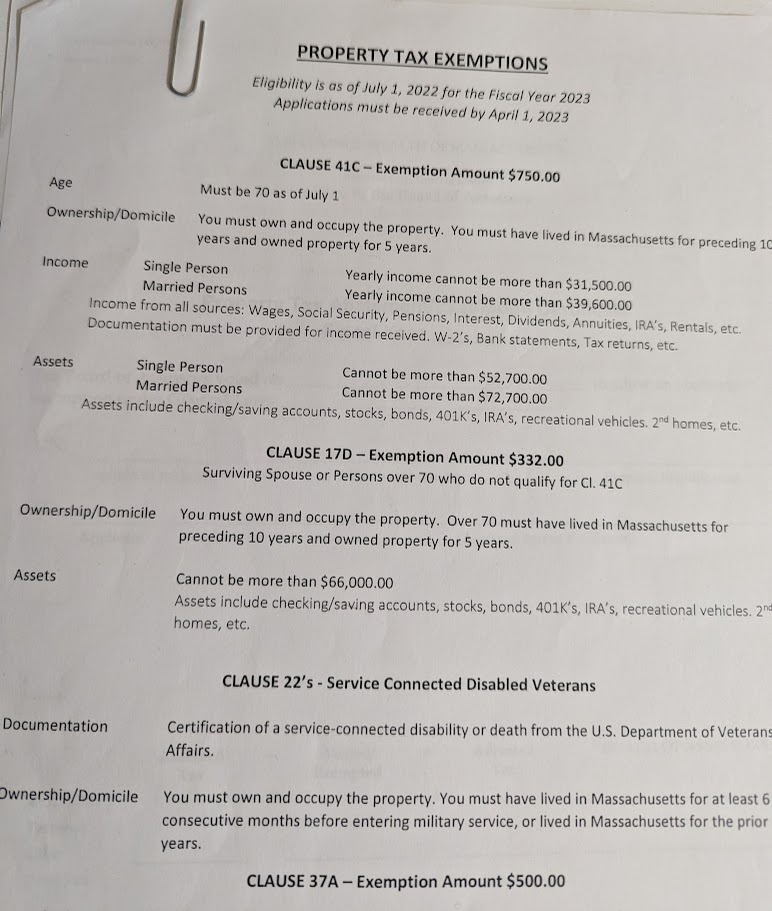 PROPERTY TAX EXEMPTIONS
Eligibility is as of July 1, 2022 for the Fiscal Year 2023
Applications must be received by April 1, 2023
CLAUSE 41C – Exemption Amount $750.00
Age Must be 70 as of July 1
Ownership/Domicile You must own and occupy the property. You must have lived in Massachusetts for preceding 10
years and owned property for 5 years.
Income Single Person Yearly income cannot be more than $31,500.00
Married Persons Yearly income cannot be more than $39,600.00
Income from all sources: Wages, Social Security, Pensions, Interest, Dividends, Annuities, IRA's, Rentals, etc.
Documentation must be provided for income received. W-2's, Bank statements, Tax returns, etc.
Assets Single Person Cannot be more than $52,700.00
Married Persons Cannot be more than $72,700.00
Assets include checking/saving accounts, stocks, bonds, 401K's, IRA's, recreational vehicles. 2nd homes, etc.
CLAUSE 17D – Exemption Amount $332.00
Surviving Spouse or Persons over 70 who do not qualify for Cl. 41C
Ownership/Domicile You must own and occupy the property. Over 70 must have lived in Massachusetts for
preceding 10 years and owned property for 5 years.
Assets Cannot be more than $66,000.00
Assets include checking/saving accounts, stocks, bonds, 401K's, IRA's, recreational vehicles. 2nd
homes, etc.
CLAUSE 22's - Service Connected Disabled Veterans
Documentation Certification of a service-connected disability or death from the U.S. Department of Veterans
Affairs.
Ownership/Domicile You must own and occupy the property. You must have lived in Massachusetts for at least 6
consecutive months before entering military service, or lived in Massachusetts for the prior
years.
CLAUSE 37A – Exemption Amount $500.00